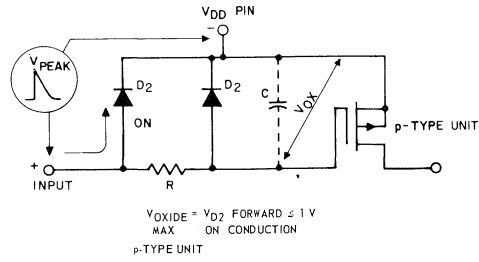 VDD PIN
−
VPEAK
D2
D2
C
VOX
ON
p-TYPE UNIT
+
INPUT
R
VOXIDE = VD2 FORWARD ≤ 1 V
MAX ON CONDUCTION
p-TYPE UNIT